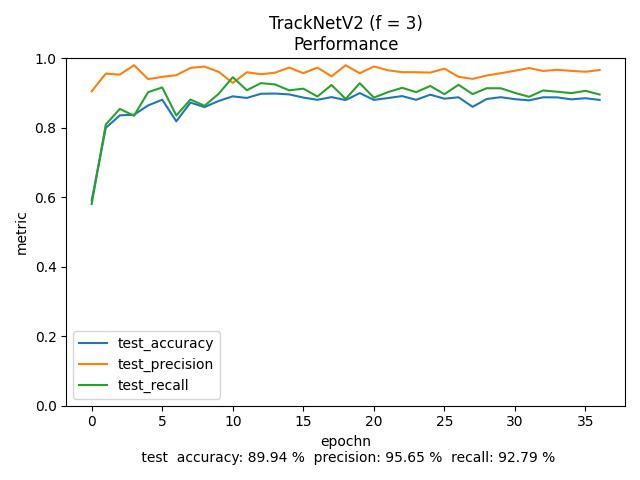 TrackNetV2 (f = 3)
Performance
1.0
0.8
0.6
0.4
0.2
0.0
metric
test_accuracy
test_precision
test_recall
0 5 10 15 20 25 30 35
epochn
test accuracy: 89.94 % precision: 95.65 % recall: 92.79 %